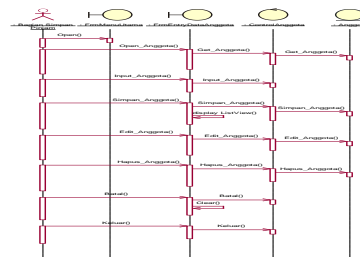 Bagian Simpan
Pinjam
FrmMenuUtama
FrmEntryDataAnggota
ControlAnggota
Open()
Open_Anggota()
Get_Anggota()
Get_Anggota()
Input_Anggota()
Input_Anggota()
Simpan_Anggota()
Simpan_Anggota()
Simpan_Anggota()
display_ListView()
Edit_Anggota()
Edit_Anggota()
Edit_Anggota()
Hapus_Anggota()
Hapus_Anggota()
Hapus_Anggota()
Batal()
Batal()
Clear()
Keluar()
Keluar()